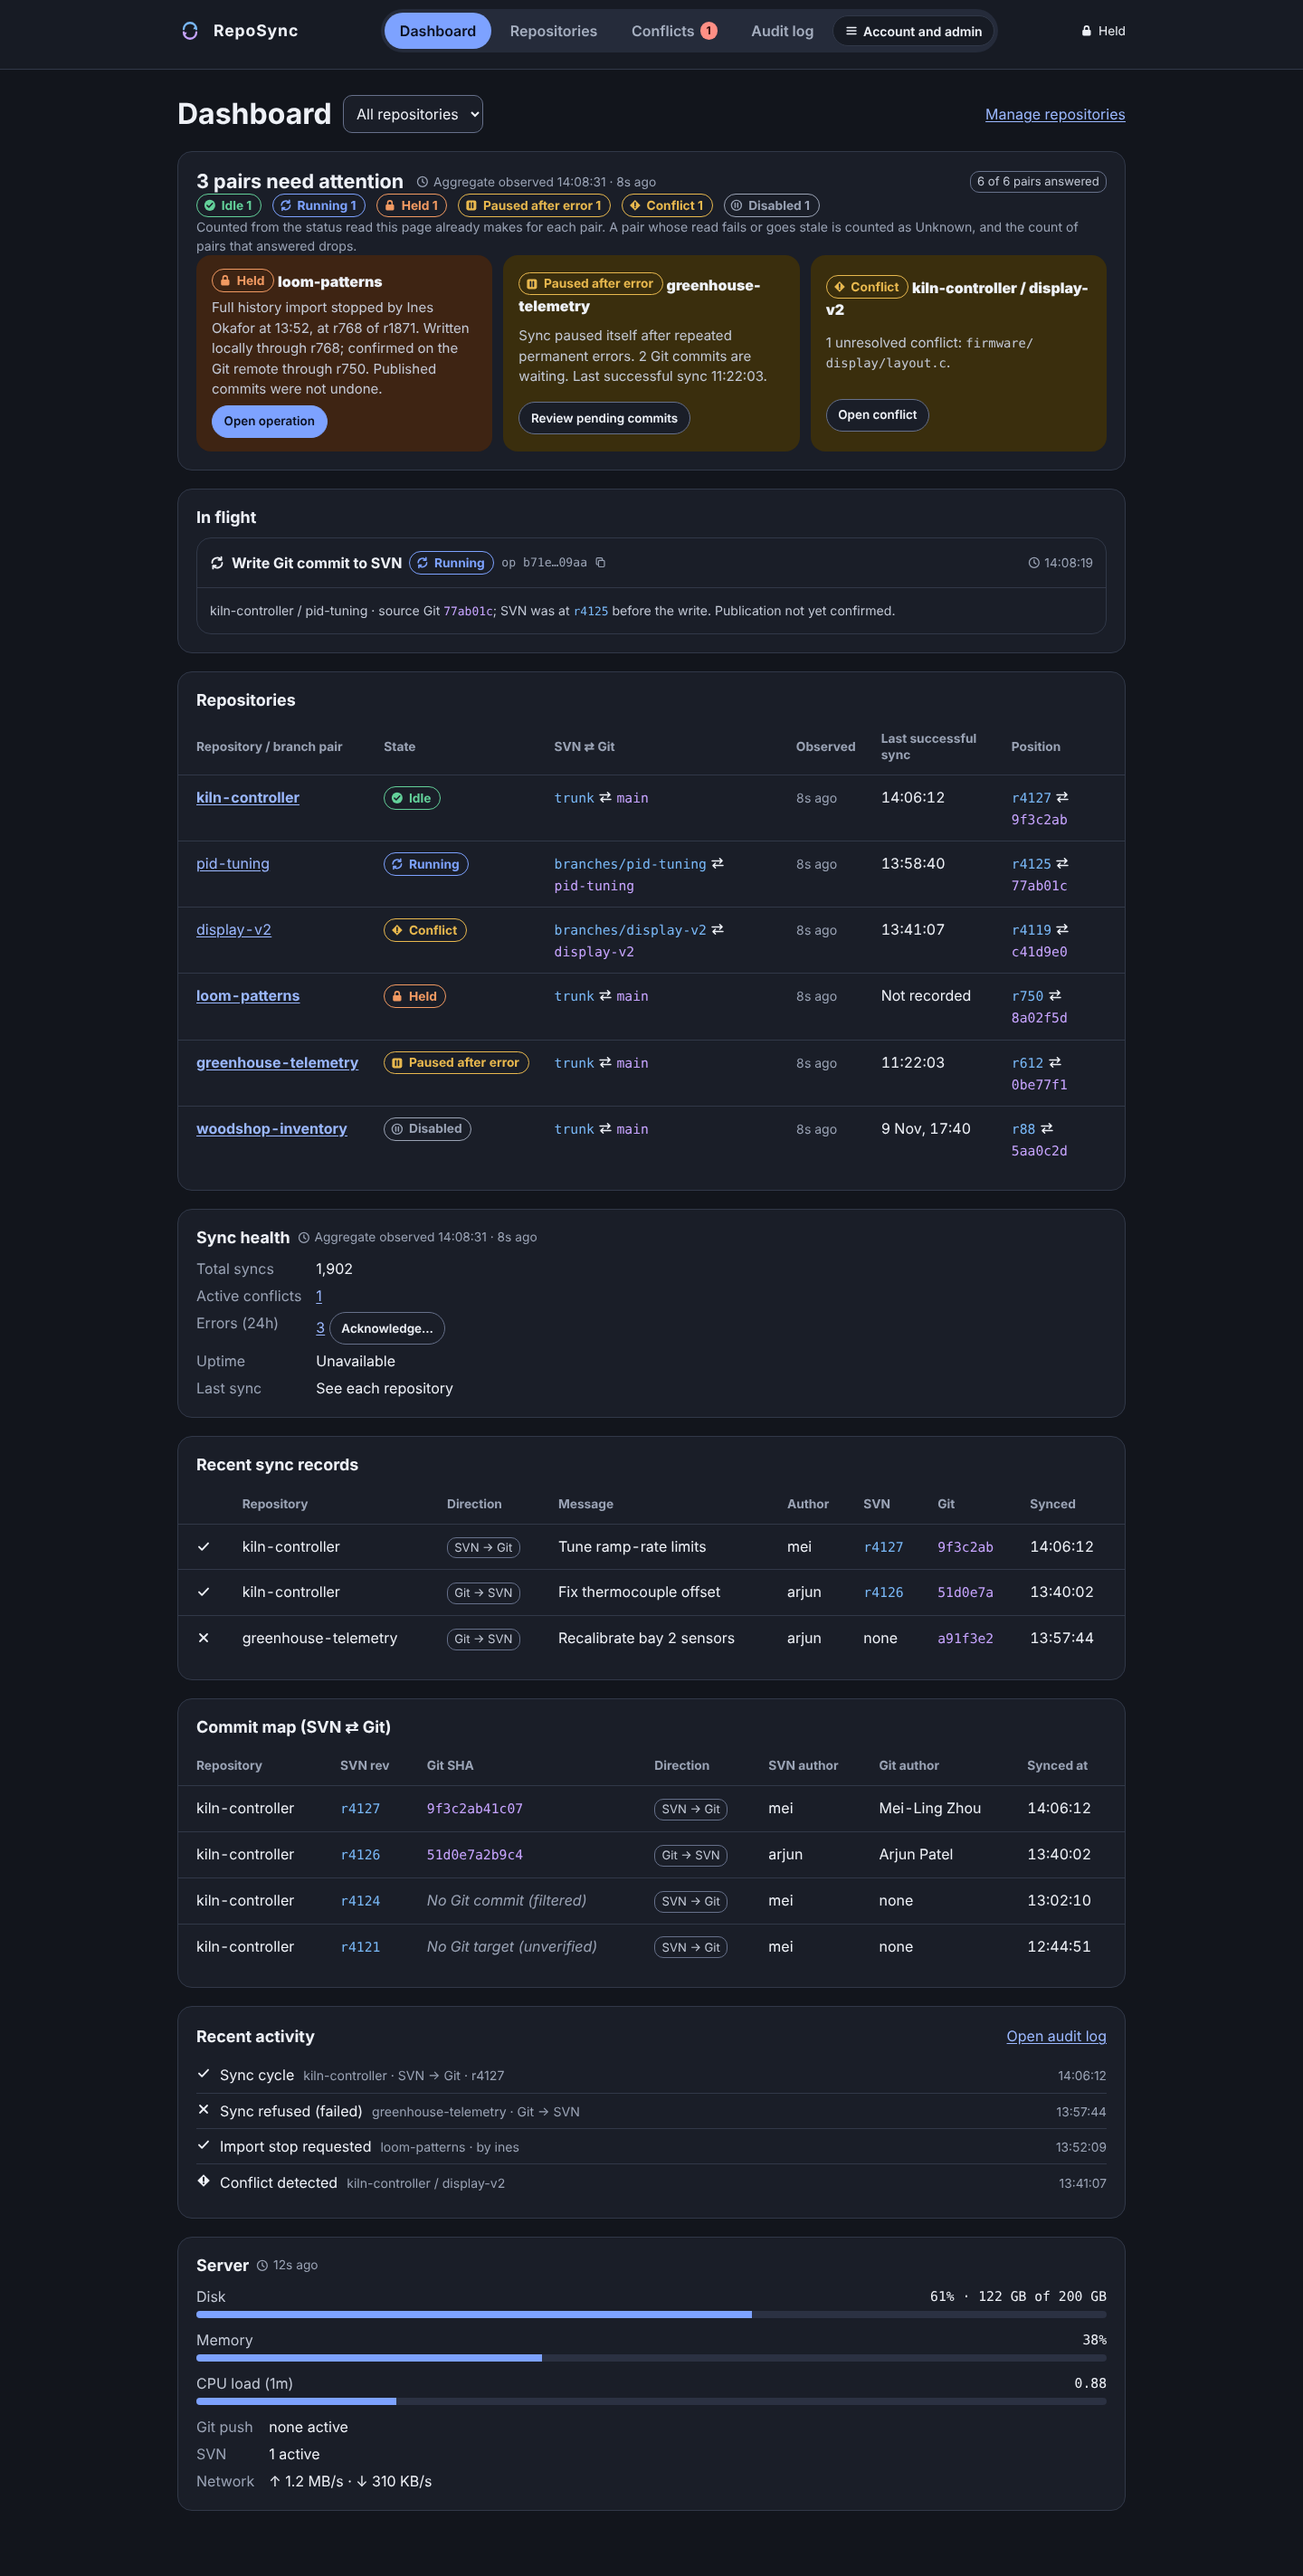 RepoSync
Dashboard
Repositories
Conflicts 1
Audit log
Account and admin
Held
Dashboard
All repositories
Manage repositories
3 pairs need attention
Aggregate observed 14:08:31 · 8s ago
6 of 6 pairs answered
Idle 1
Running 1
Held 1
Paused after error 1
Conflict 1
Disabled 1
Counted from the status read this page already makes for each pair. A pair whose read fails or goes stale is counted as Unknown, and the count of
pairs that answered drops.
Held loom-patterns
Full history import stopped by Ines
Okafor at 13:52, at r768 of r1871. Written
locally through r768; confirmed on the
Git remote through r750. Published
commits were not undone.
Open operation
Paused after error greenhouse-
telemetry
Sync paused itself after repeated
permanent errors. 2 Git commits are
waiting. Last successful sync 11:22:03.
Review pending commits
Conflict kiln-controller / display-
v2
1 unresolved conflict: firmware/
display/layout.c.
Open conflict
In flight
Write Git commit to SVN Running op b71e…09aa 14:08:19
kiln-controller / pid-tuning · source Git 77ab01c; SVN was at r4125 before the write. Publication not yet confirmed.
Repositories
Repository / branch pair State SVN ⇄ Git Observed Last successful
sync Position
kiln-controller Idle trunk ⇄ main 8s ago 14:06:12 r4127 ⇄
9f3c2ab
pid-tuning Running branches/pid-tuning ⇄ 8s ago 13:58:40 r4125 ⇄
pid-tuning 77ab01c
display-v2 Conflict branches/display-v2 ⇄ 8s ago 13:41:07 r4119 ⇄
display-v2 c41d9e0
loom-patterns Held trunk ⇄ main 8s ago Not recorded r750 ⇄
8a02f5d
greenhouse-telemetry Paused after error trunk ⇄ main 8s ago 11:22:03 r612 ⇄
0be77f1
woodshop-inventory Disabled trunk ⇄ main 8s ago 9 Nov, 17:40 r88 ⇄
5aa0c2d
Sync health Aggregate observed 14:08:31 · 8s ago
Total syncs 1,902
Active conflicts 1
Errors (24h) 3 Acknowledge…
Uptime Unavailable
Last sync See each repository
Recent sync records
Repository Direction Message Author SVN Git Synced
kiln-controller SVN → Git Tune ramp-rate limits mei r4127 9f3c2ab 14:06:12
kiln-controller Git → SVN Fix thermocouple offset arjun r4126 51d0e7a 13:40:02
greenhouse-telemetry Git → SVN Recalibrate bay 2 sensors arjun none a91f3e2 13:57:44
Commit map (SVN ⇄ Git)
Repository SVN rev Git SHA Direction SVN author Git author Synced at
kiln-controller r4127 9f3c2ab41c07 SVN → Git mei Mei-Ling Zhou 14:06:12
kiln-controller r4126 51d0e7a2b9c4 Git → SVN arjun Arjun Patel 13:40:02
kiln-controller r4124 No Git commit (filtered) SVN → Git mei none 13:02:10
kiln-controller r4121 No Git target (unverified) SVN → Git mei none 12:44:51
Recent activity Open audit log
Sync cycle kiln-controller · SVN → Git · r4127 14:06:12
Sync refused (failed) greenhouse-telemetry · Git → SVN 13:57:44
Import stop requested loom-patterns · by ines 13:52:09
Conflict detected kiln-controller / display-v2 13:41:07
Server 12s ago
Disk 61% · 122 GB of 200 GB
Memory 38%
CPU load (1m) 0.88
Git push none active
SVN 1 active
Network ↑ 1.2 MB/s · ↓ 310 KB/s